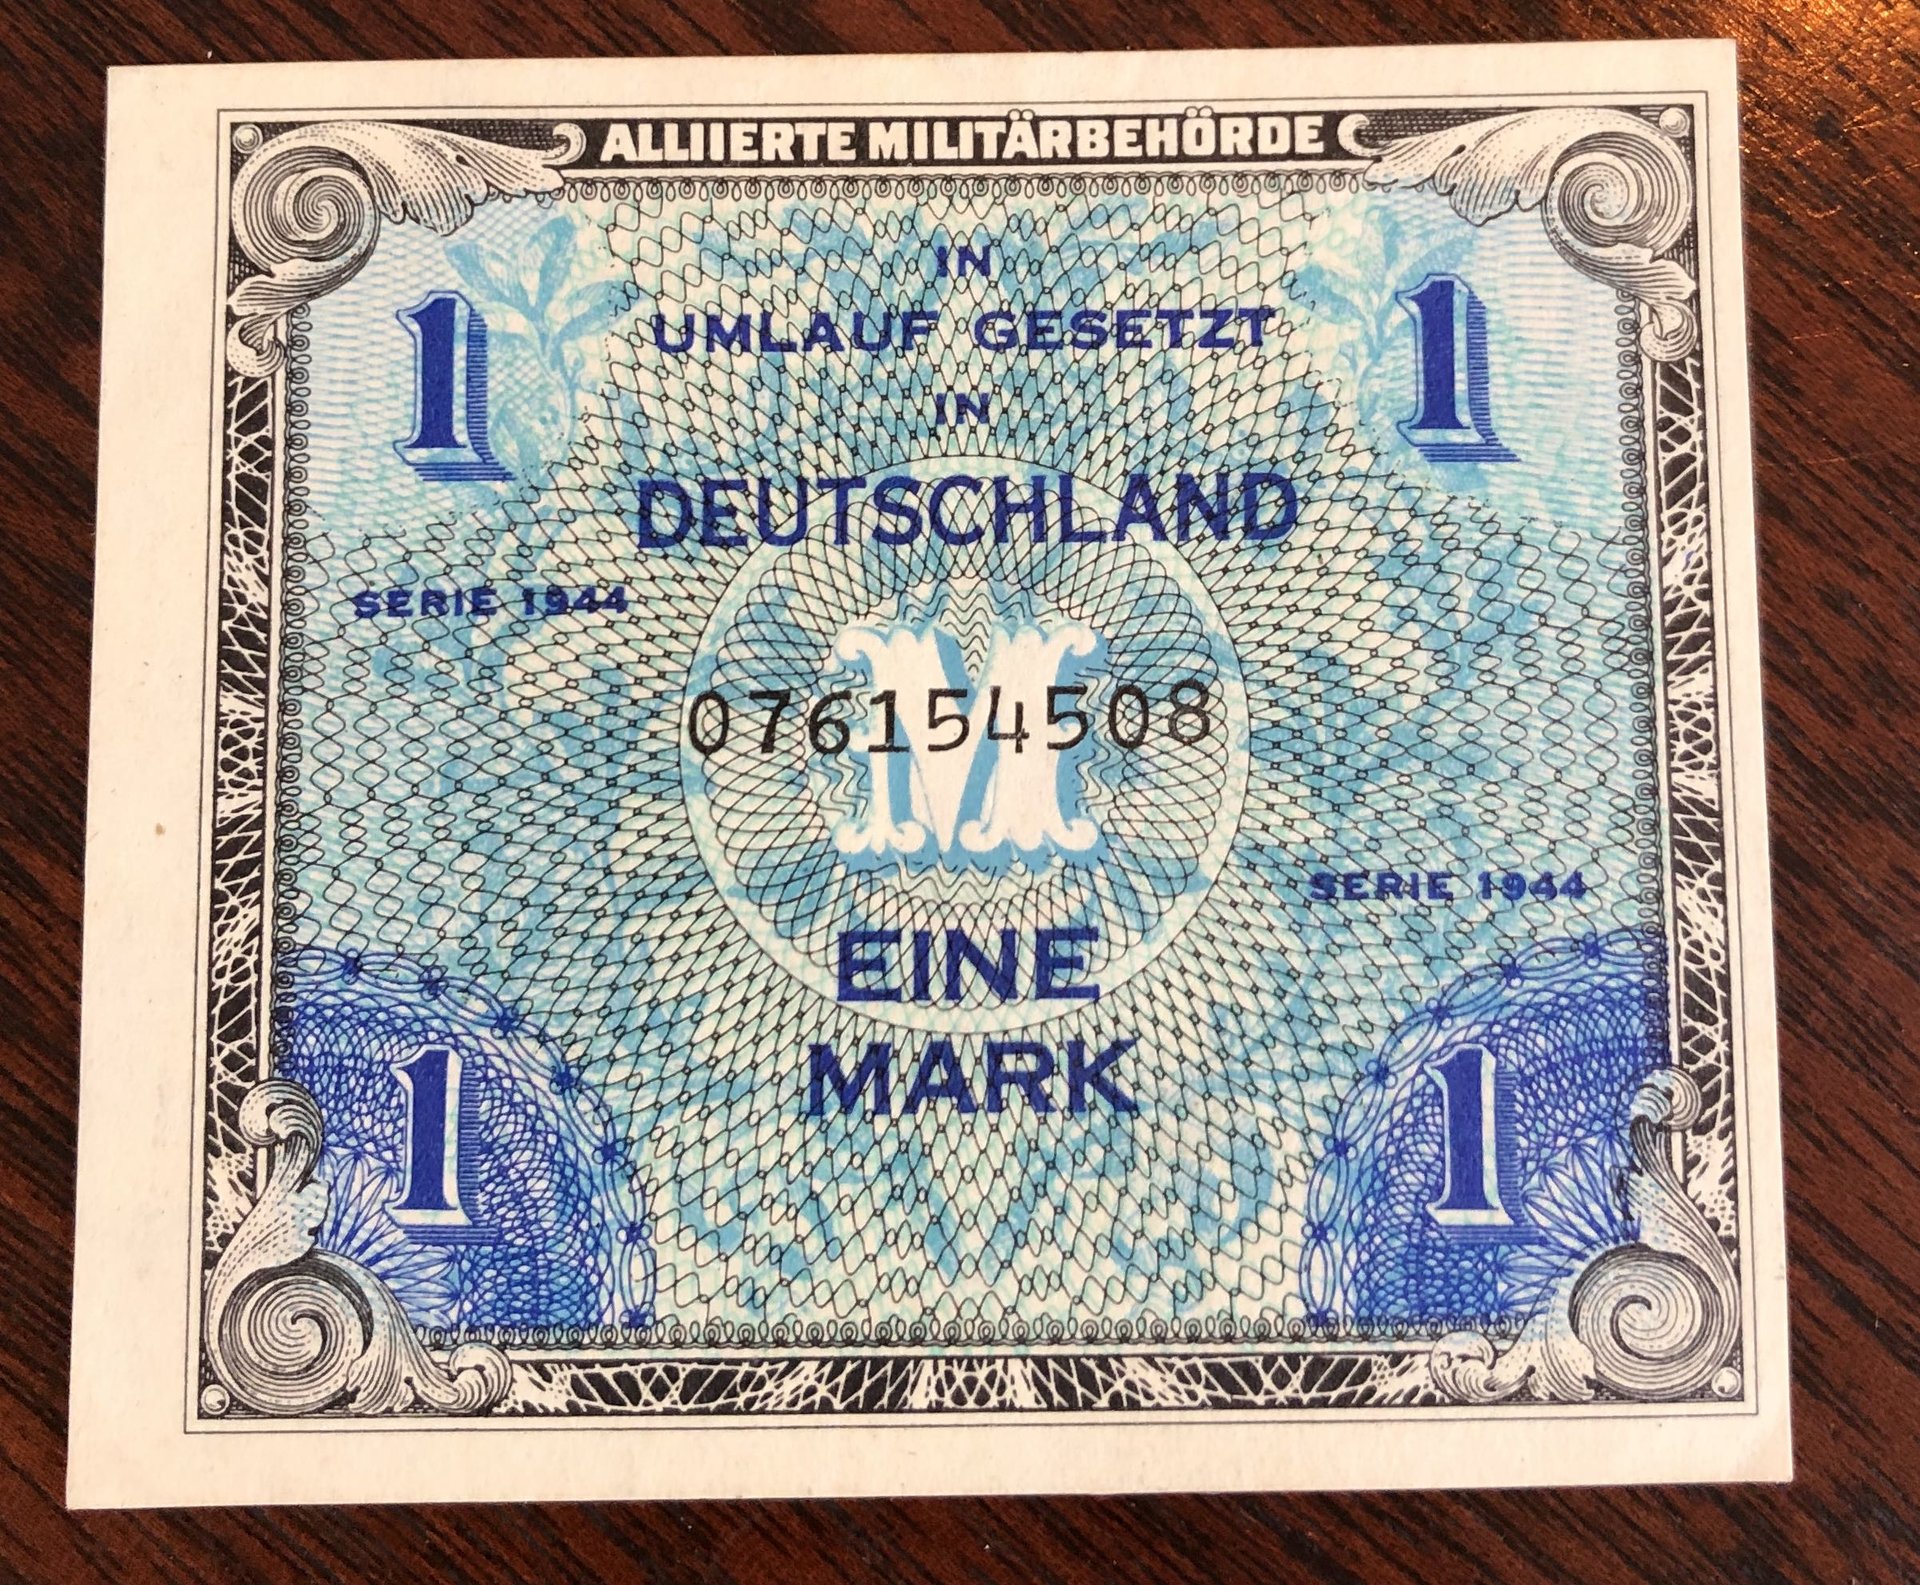 ALLIIERTE MILITÄRBEHÖRDE
IN
1 UMLAUF GESETZT 1
IN
DEUTSCHLAND
SERIE 1944
M
076154508
SERIE 1944
EINE
MARK
1 1